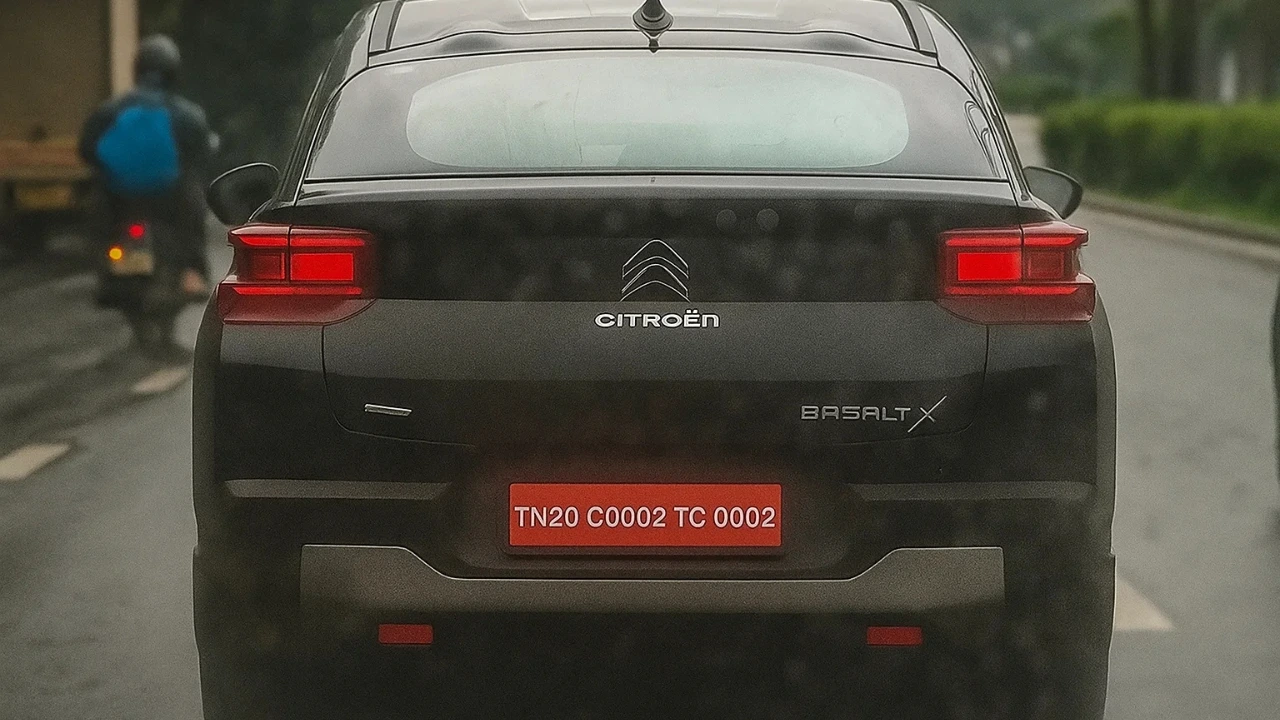 CITROËN
BASALT X
TN20 C0002 TC 0002